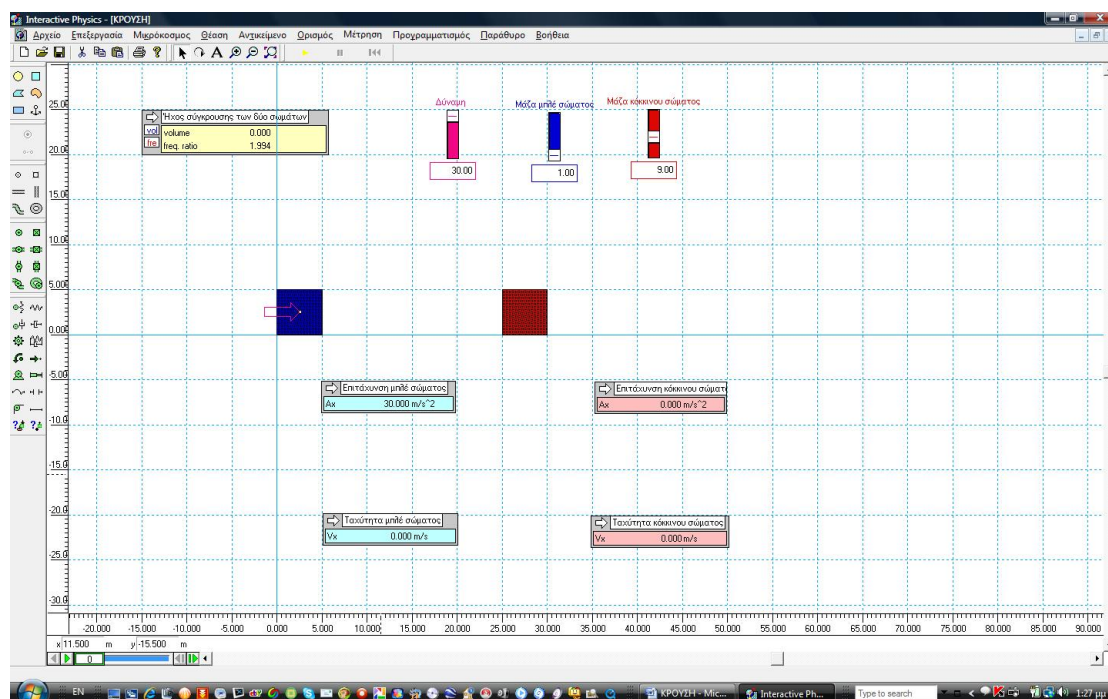 Interactive Physics - [ΚΡΟΥΣΗ]
Αρχείο Επεξεργασία Μικρόκοσμος Θέαση Αντικείμενο Ορισμός Μέτρηση Προγραμματισμός Παράθυρο Βοήθεια
Δύναμη
Μάζα μπλέ σώματος
Μάζα κόκκινου σώματος
25.00
Ήχος σύγκρουσης των δύο σωμάτων
vol volume 0.000
fre freq. ratio 1.994
20.00
30.00
1.00
9.00
15.00
10.00
5.000
0.000
-5.00
Επιτάχυνση μπλέ σώματος
Επιτάχυνση κόκκινου σώματ
Ax 30.000 m/s^2
Ax 0.000 m/s^2
-10.0
-15.0
-20.0
Ταχύτητα μπλέ σώματος
Ταχύτητα κόκκινου σώματος
Vx 0.000 m/s
Vx 0.000 m/s
-25.0
-30.0
-20.000 -15.000 -10.000 -5.000 0.000 5.000 10.000 15.000 20.000 25.000 30.000 35.000 40.000 45.000 50.000 55.000 60.000 65.000 70.000 75.000 80.000 85.000 90.000
x 11.500 m y -15.500 m
0
EN
ΚΡΟΥΣΗ - Mic...
Interactive Ph...
Type to search
1:27 μμ